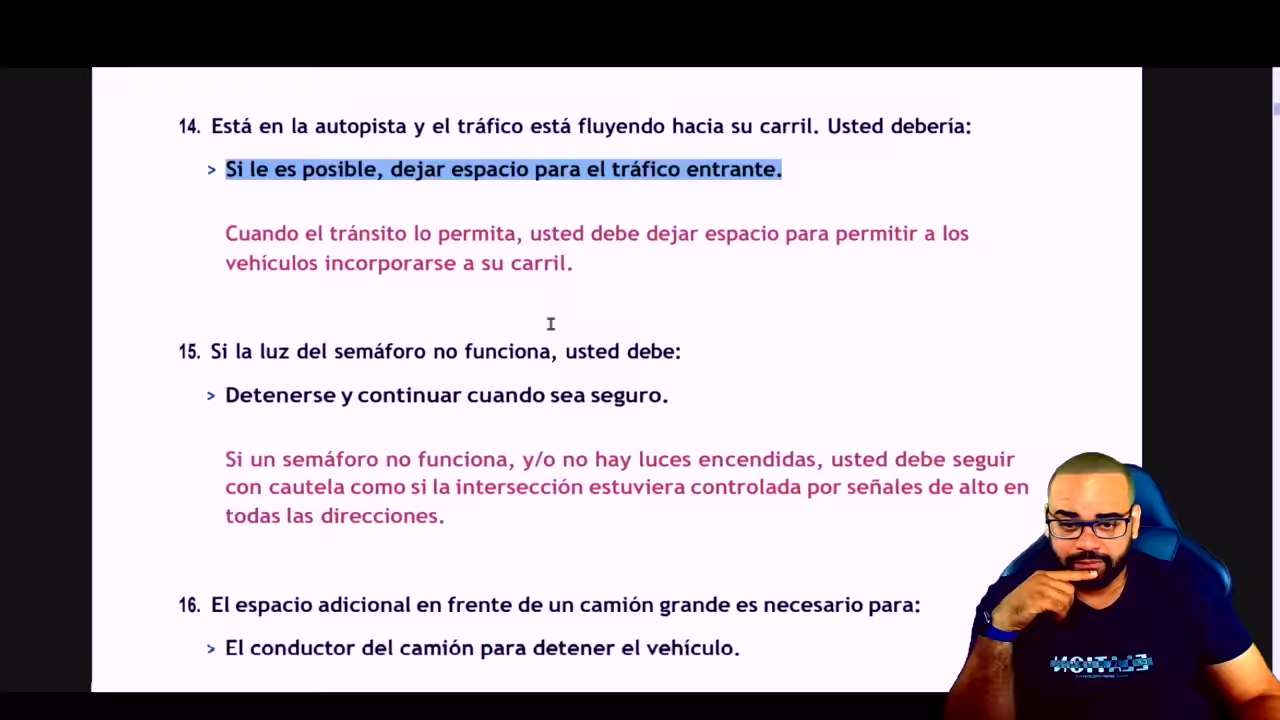 14. Está en la autopista y el tráfico está fluyendo hacia su carril. Usted debería:
> Si le es posible, dejar espacio para el tráfico entrante.
Cuando el tránsito lo permita, usted debe dejar espacio para permitir a los
vehículos incorporarse a su carril.
15. Si la luz del semáforo no funciona, usted debe:
> Detenerse y continuar cuando sea seguro.
Si un semáforo no funciona, y/o no hay luces encendidas, usted debe seguir
con cautela como si la intersección estuviera controlada por señales de alto en
todas las direcciones.
16. El espacio adicional en frente de un camión grande es necesario para:
> El conductor del camión para detener el vehículo.